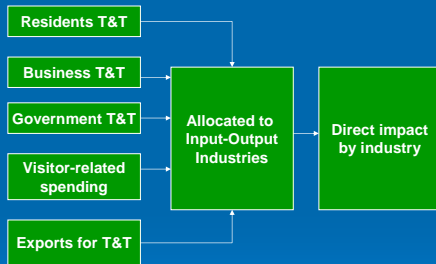 Residents T&T
Business T&T
Government T&T
Visitor-related
spending
Exports for T&T
Allocated to
Input-Output
Industries
Direct impact
by industry